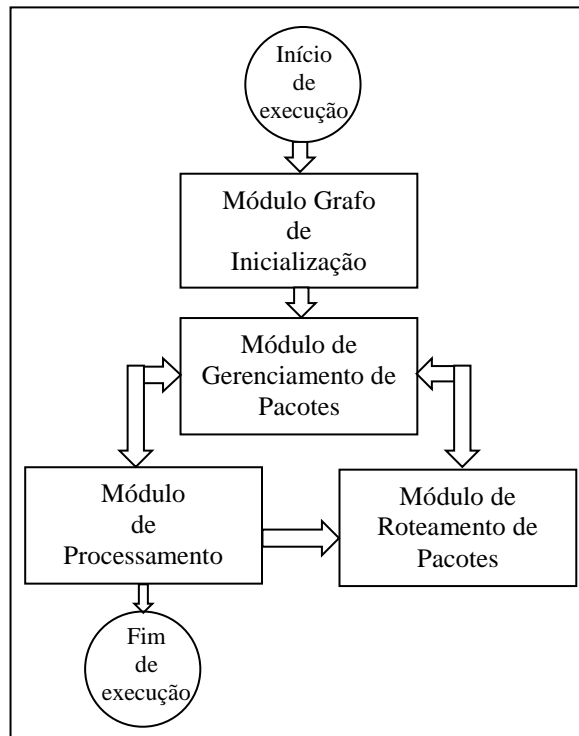 Início
de
execução
Módulo Grafo
de
Inicialização
Módulo de
Gerenciamento de
Pacotes
Módulo
de
Processamento
Módulo de
Roteamento de
Pacotes
Fim
de
execução